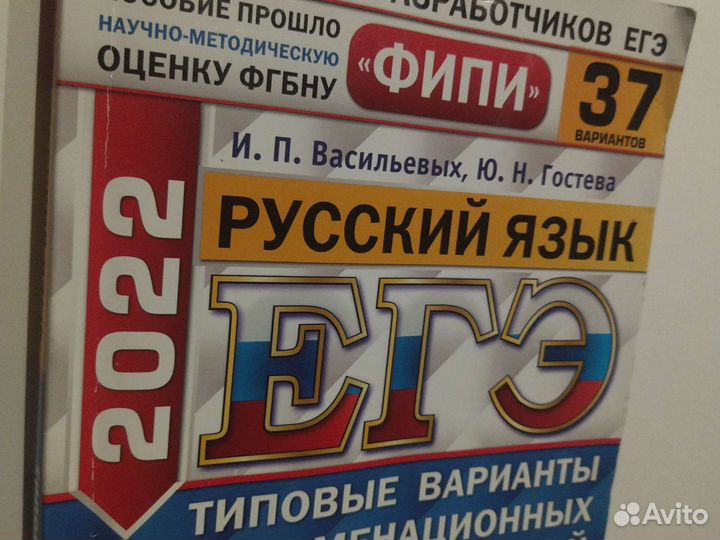 ПОСОБИЕ ПРОШЛО
НАУЧНО-МЕТОДИЧЕСКУЮ
ОЦЕНКУ ФГБНУ
«ФИПИ»
ЕГЭ
37
ВАРИАНТОВ
И. П. Васильевых, Ю. Н. Гостева
РУССКИЙ ЯЗЫК
2022
ЕГЭ
ТИПОВЫЕ ВАРИАНТЫ
Avito